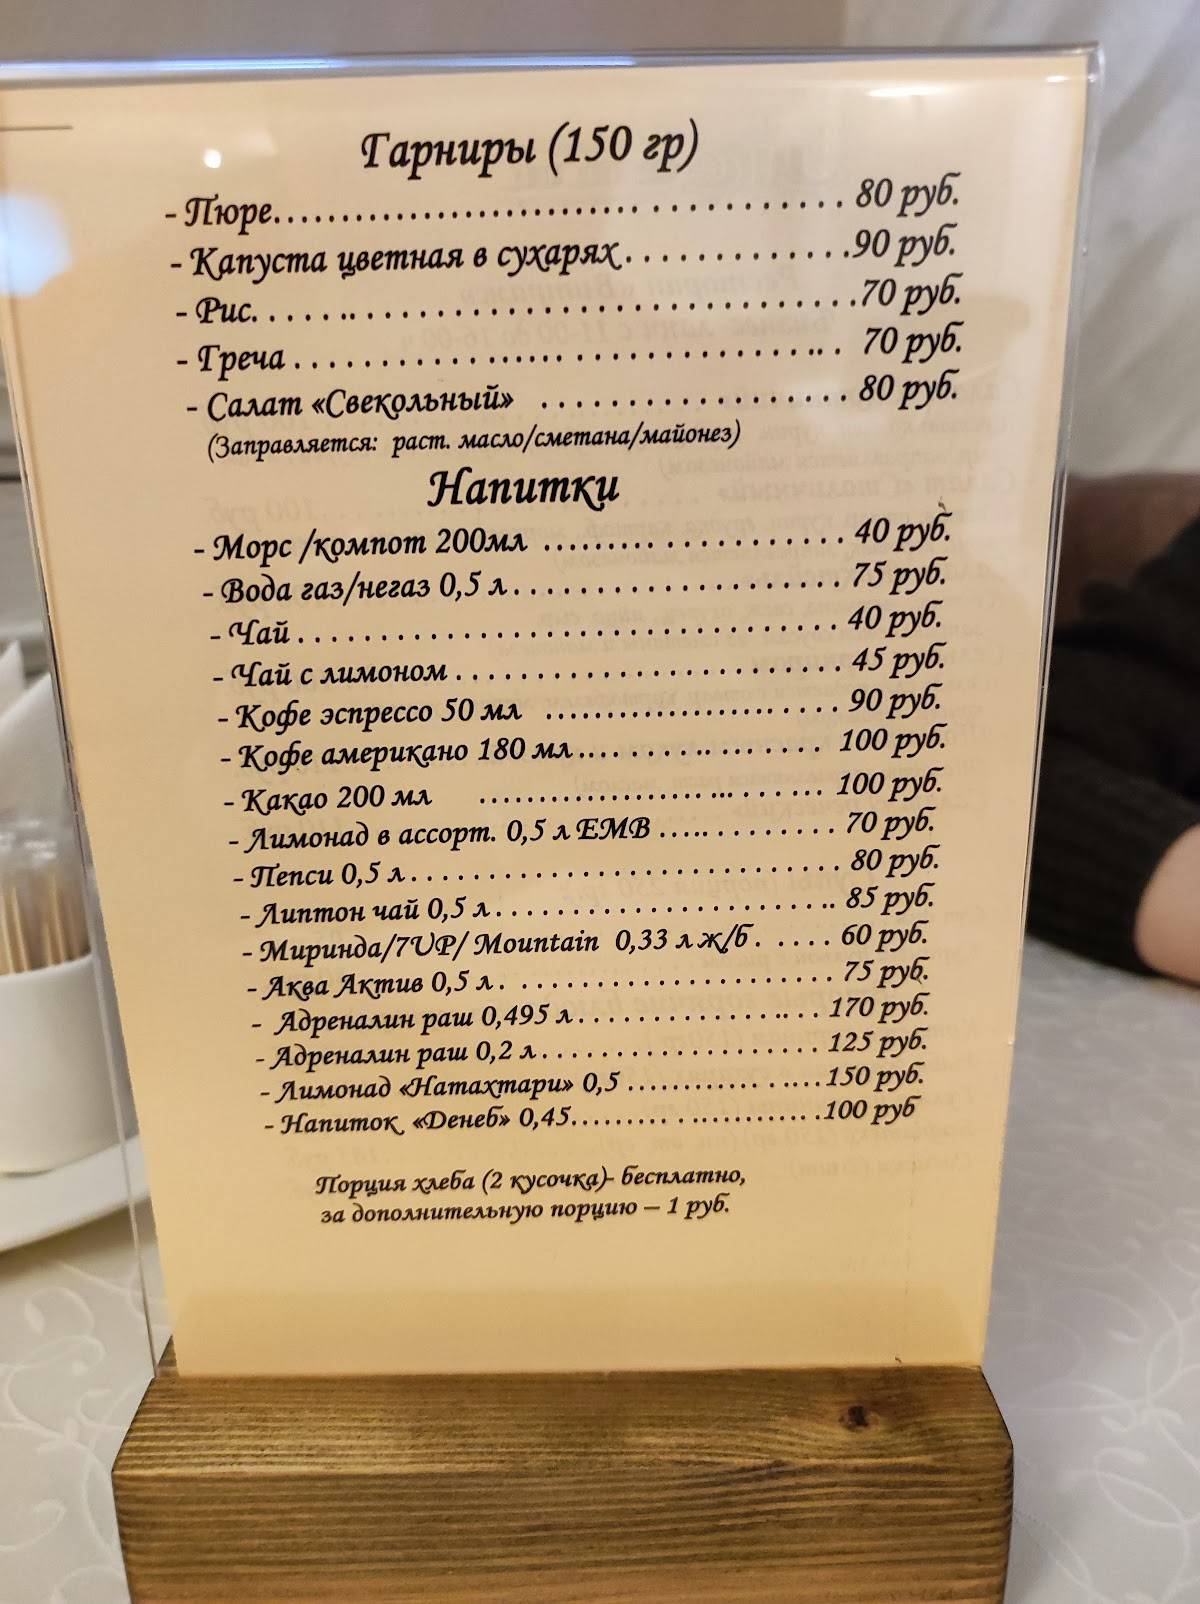 Гарниры (150 гр)
- Пюре........................................ 80 руб.
- Капуста цветная в сухарях..............90 руб.
- Рис.......................................70 руб.
- Греча ..................................... 70 руб.
- Салат «Свекольный» ................... 80 руб.
(Заправляется: раст. масло/сметана/майонез)
Напитки
- Морс /компот 200мл ...................... 40 руб.
- Вода газ/негаз 0,5 л........................ 75 руб.
- Чай................................... 40 руб.
- Чай с лимоном ......................... 45 руб.
- Кофе эспрессо 50 мл ...................... 90 руб.
- Кофе американо 180 мл................... 100 руб.
- Какао 200 мл ........................... 100 руб.
- Лимонад в ассорт. 0,5 л ЕМВ .............. 70 руб.
- Пепси 0,5 л............................... 80 руб.
- Липтон чай 0,5 л.......................... 85 руб.
- Миринда/7UP/ Mountain 0,33 л ж/б. ..... 60 руб.
- Аква Актив 0,5 л. ........................ 75 руб.
- Адреналин раш 0,495 л.................... 170 руб.
- Адреналин раш 0,2 л...................... 125 руб.
- Лимонад «Натахтари» 0,5 .................150 руб.
- Напиток «Денеб» 0,45.....................100 руб
Порция хлеба (2 кусочка)- бесплатно,
за дополнительную порцию – 1 руб.